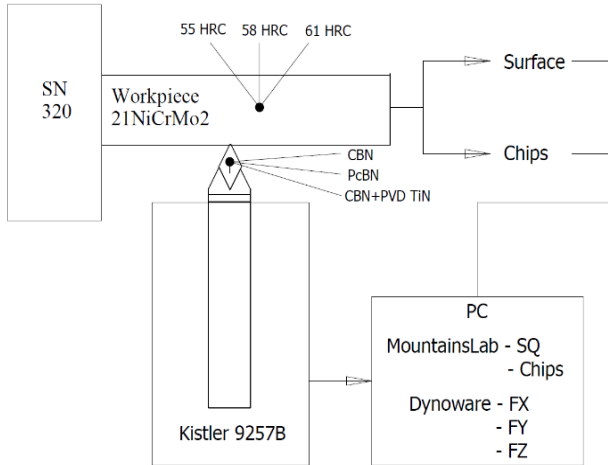 55 HRC 58 HRC 61 HRC
SN
320
Workpiece
21NiCrMo2
Surface
Chips
CBN
PcBN
CBN+PVD TiN
Kistler 9257B
PC
MountainsLab - SQ
- Chips
Dynoware - FX
- FY
- FZ